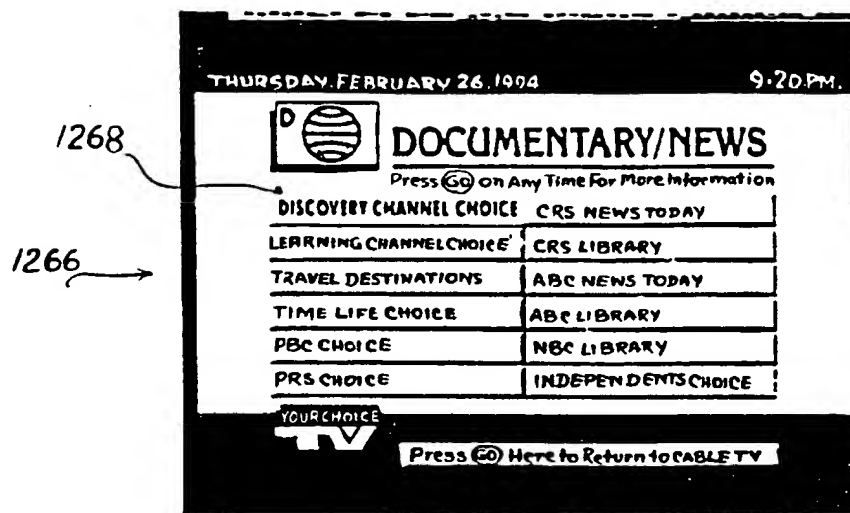 THURSDAY, FEBRUARY 26, 1994 9:20 P.M.
D
DOCUMENTARY/NEWS
1268
Press GO on Any Time For More Information
DISCOVERY CHANNEL CHOICE CRS NEWS TODAY
LEARNING CHANNEL CHOICE CRS LIBRARY
1266
TRAVEL DESTINATIONS ABC NEWS TODAY
TIME LIFE CHOICE ABC LIBRARY
PBC CHOICE NBC LIBRARY
PRS CHOICE INDEPENDENTS CHOICE
YOUR CHOICE
TV
Press GO Here to Return to CABLE TV